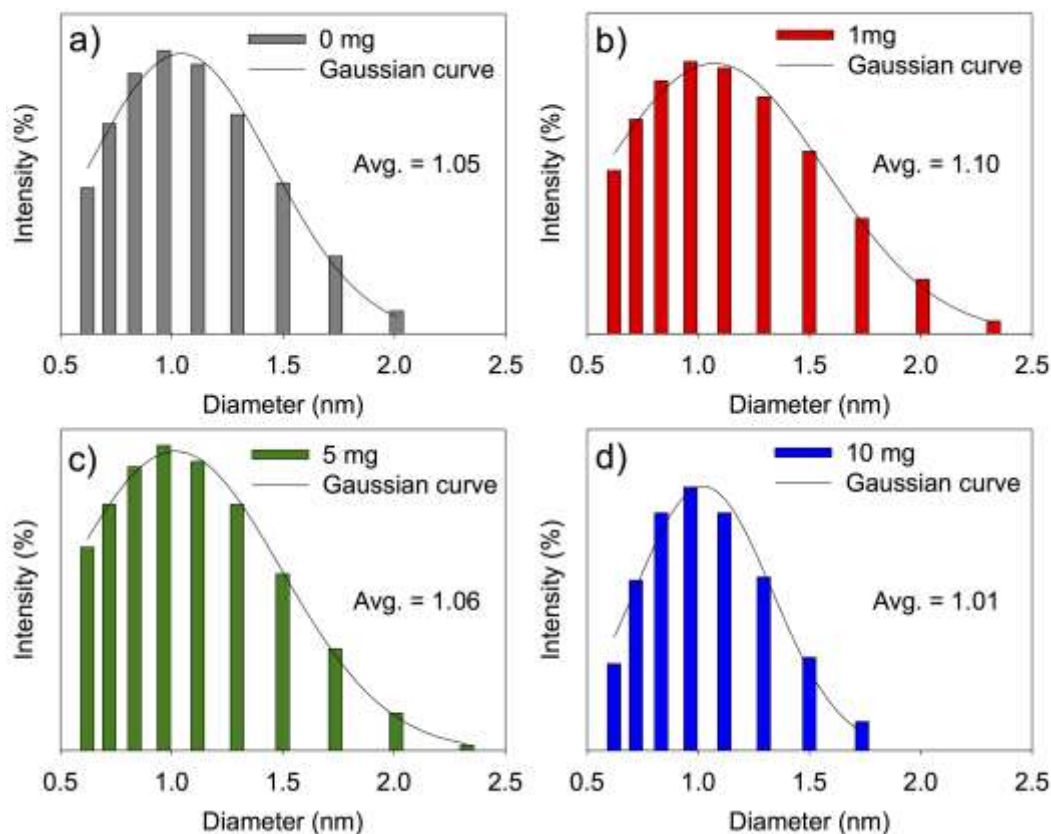 a)
0 mg
Gaussian curve
Avg. = 1.05
Intensity (%)
0.5 1.0 1.5 2.0 2.5
Diameter (nm)
b)
1mg
Gaussian curve
Avg. = 1.10
Intensity (%)
0.5 1.0 1.5 2.0 2.5
Diameter (nm)
c)
5 mg
Gaussian curve
Avg. = 1.06
Intensity (%)
0.5 1.0 1.5 2.0 2.5
Diameter (nm)
d)
10 mg
Gaussian curve
Avg. = 1.01
Intensity (%)
0.5 1.0 1.5 2.0 2.5
Diameter (nm)